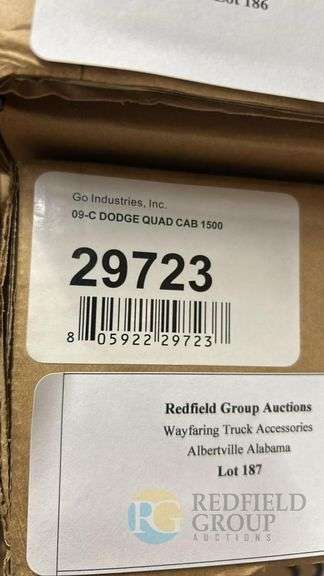 Lot 186
Go Industries, Inc.
09-C DODGE QUAD CAB 1500
29723
8 05922 29723
Redfield Group Auctions
Wayfaring Truck Accessories
Albertville Alabama
Lot 187
RG REDFIELD
GROUP
AUCTIONS